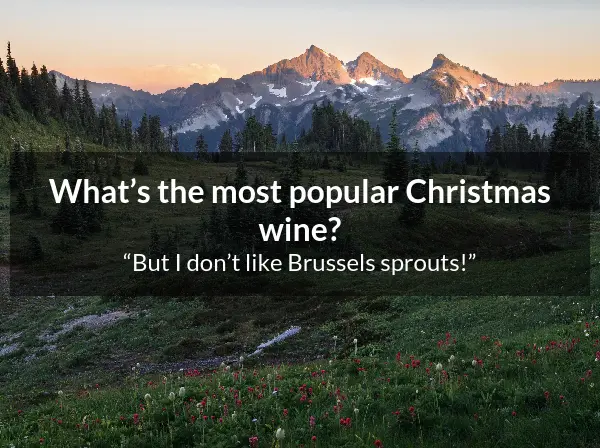 What’s the most popular Christmas
wine?
“But I don’t like Brussels sprouts!”